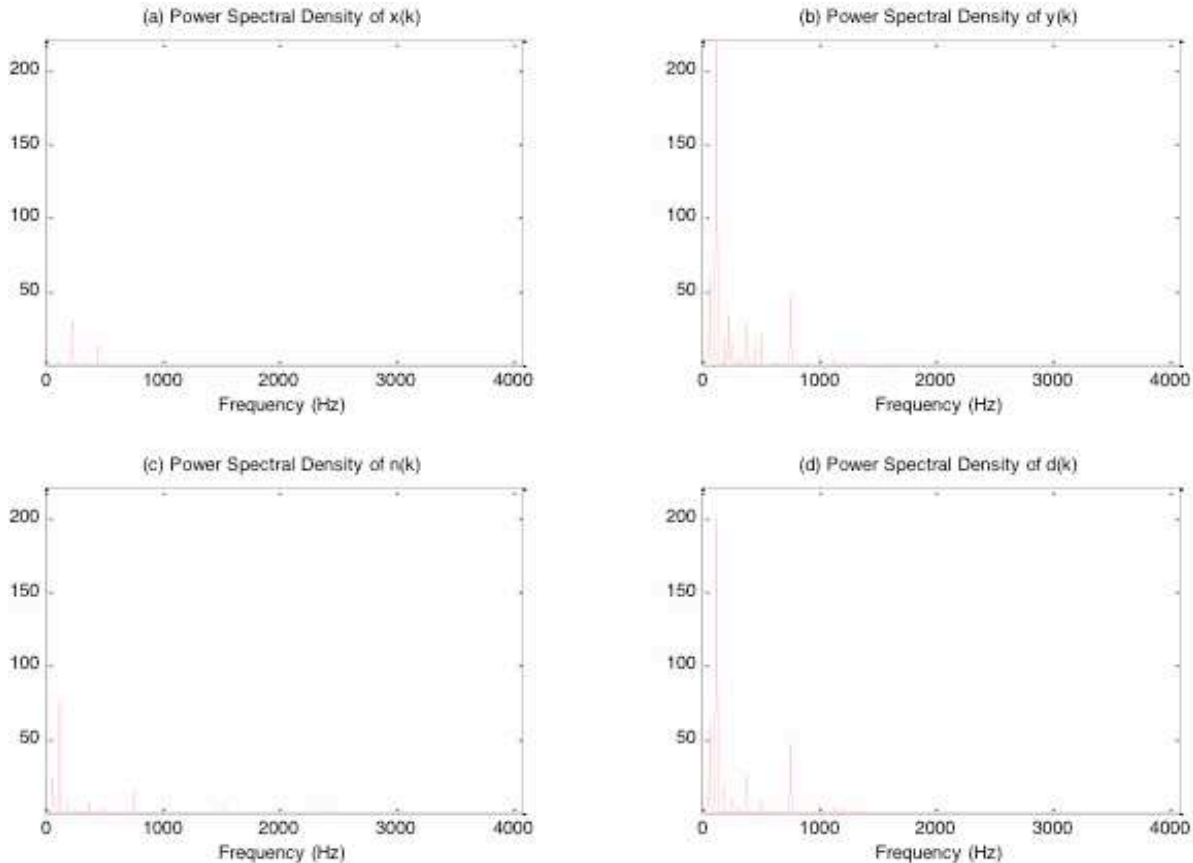 (a) Power Spectral Density of x(k)
200
150
100
50
0 1000 2000 3000 4000
Frequency (Hz)
(b) Power Spectral Density of y(k)
200
150
100
50
0 1000 2000 3000 4000
Frequency (Hz)
(c) Power Spectral Density of n(k)
200
150
100
50
0 1000 2000 3000 4000
Frequency (Hz)
(d) Power Spectral Density of d(k)
200
150
100
50
0 1000 2000 3000 4000
Frequency (Hz)